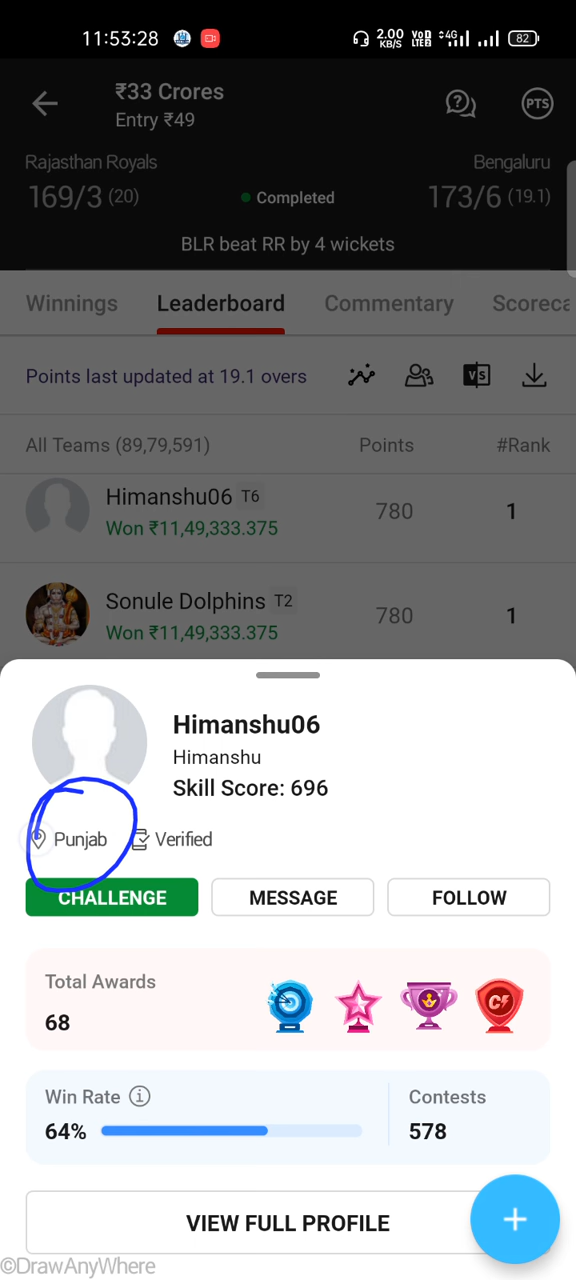 11:53:28 2.00 KB/S Vo LTE 2 4G 82
₹33 Crores
Entry ₹49
PTS
Rajasthan Royals Bengaluru
169/3 (20) Completed 173/6 (19.1)
BLR beat RR by 4 wickets
Winnings Leaderboard Commentary Scoreca
Points last updated at 19.1 overs VS
All Teams (89,79,591) Points #Rank
Himanshu06 T6 780 1
Won ₹11,49,333.375
Sonule Dolphins T2 780 1
Won ₹11,49,333.375
Himanshu06
Himanshu
Skill Score: 696
Punjab Verified
CHALLENGE MESSAGE FOLLOW
Total Awards
68
Win Rate Contests
64% 578
VIEW FULL PROFILE
©DrawAnyWhere